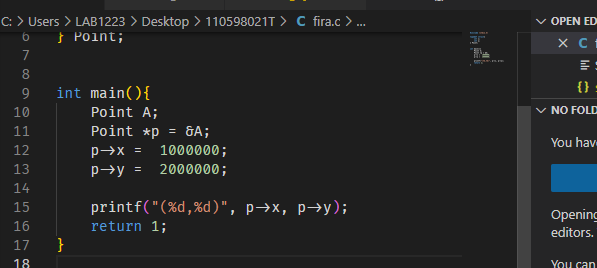 C: > Users > LAB1223 > Desktop > 110598021T > C fira.c > ...
6 } Point;
7
8
9 int main(){
10 Point A;
11 Point *p = &A;
12 p->x = 1000000;
13 p->y = 2000000;
14
15 printf("(%d,%d)", p->x, p->y);
16 return 1;
17 }
18
OPEN ED
× C f
{}
NO FOLD
You hav
Opening
editors.
You can